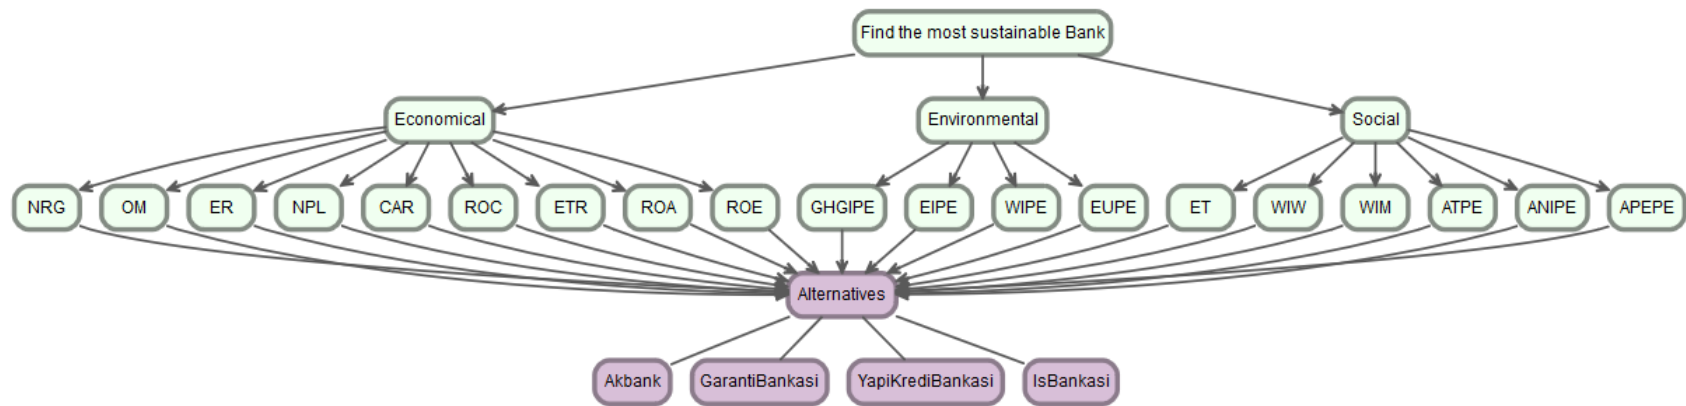 Find the most sustainable Bank
Economical
Environmental
Social
NRG
OM
ER
NPL
CAR
ROC
ETR
ROA
ROE
GHGIPE
EIPE
WIPE
EUPE
ET
WIW
WIM
ATPE
ANIPE
APEPE
Alternatives
Akbank
GarantiBankasi
YapiKrediBankasi
IsBankasi